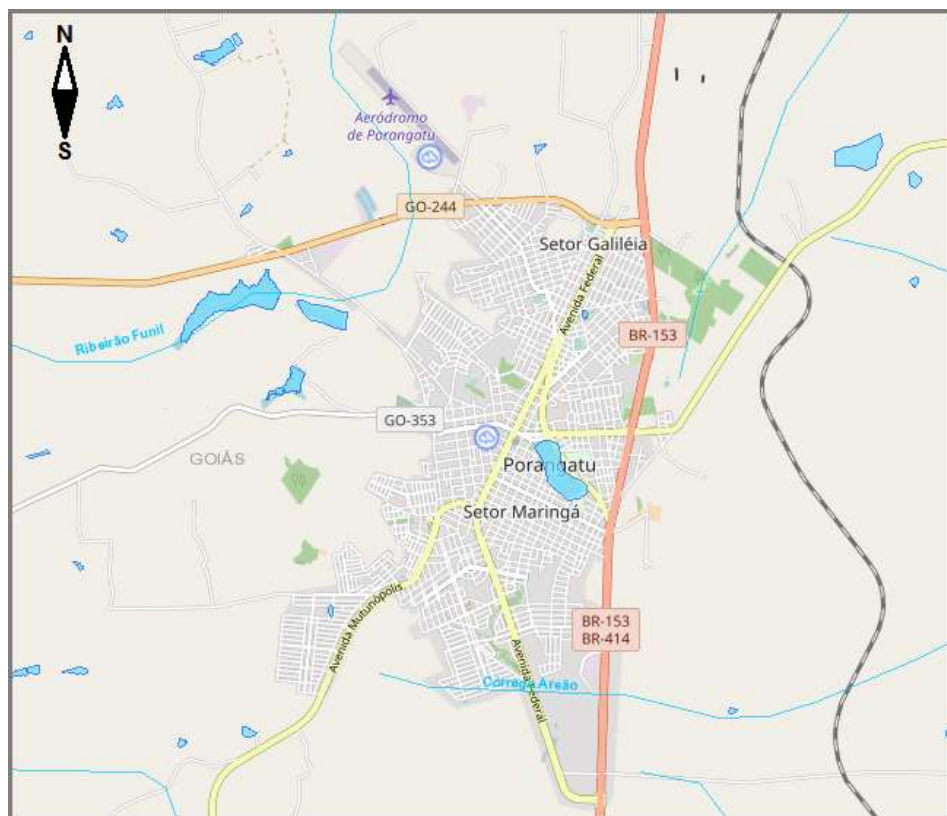 N
S
Aeródromo
de Porangatu
GO-244
Setor Galiléia
Avenida Federal
Ribeirão Funil
BR-153
GO-353
GOIÁS
Porangatu
Setor Maringá
Avenida Mutunópolis
BR-153
BR-414
Corrego Areão
Avenida Federal